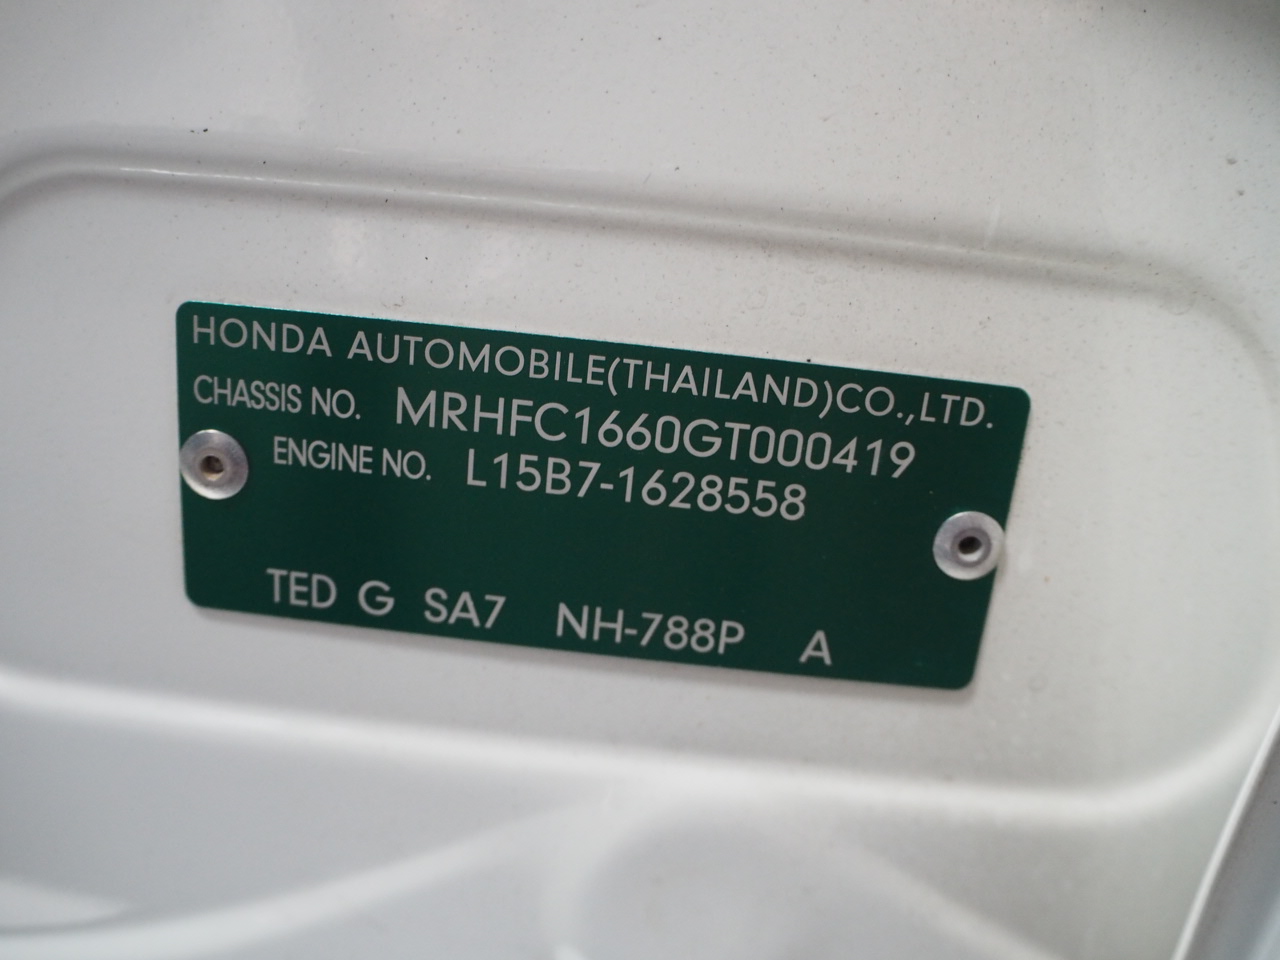 HONDA AUTOMOBILE(THAILAND)CO.,LTD.
CHASSIS NO. MRHFC1660GT000419
ENGINE NO. L15B7-1628558
TED G SA7 NH-788P A